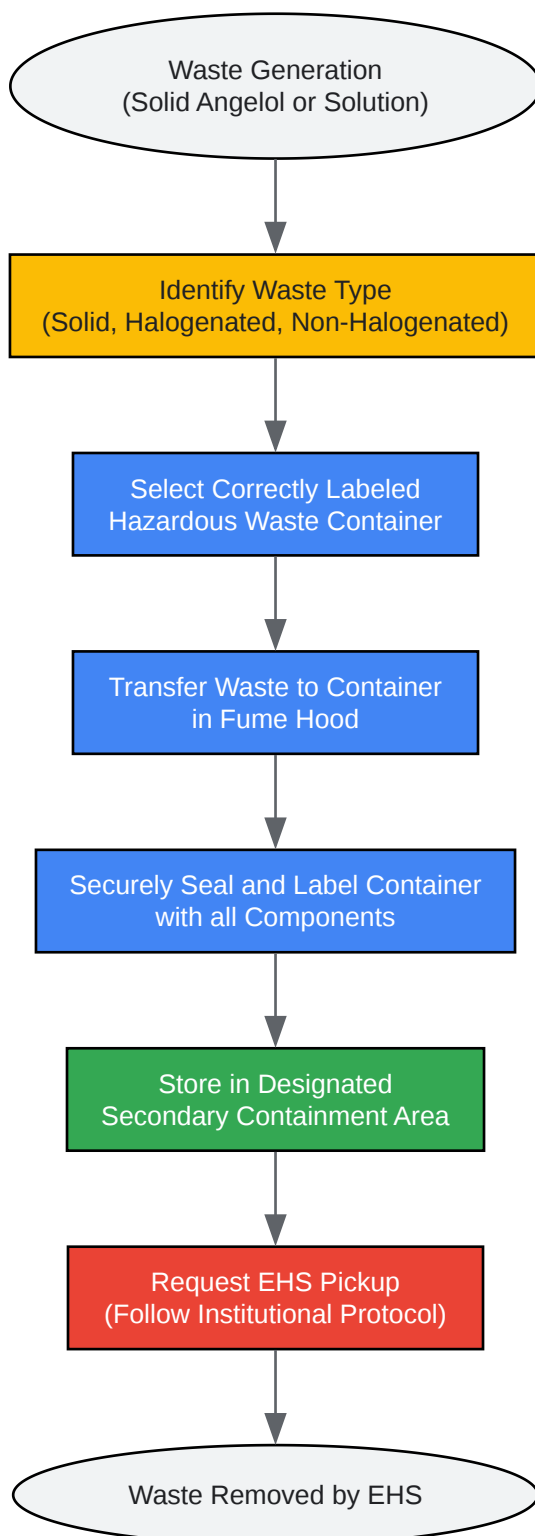 Waste Generation
(Solid Angelol or Solution)
Identify Waste Type
(Solid, Halogenated, Non-Halogenated)
Select Correctly Labeled
Hazardous Waste Container
Transfer Waste to Container
in Fume Hood
Securely Seal and Label Container
with all Components
Store in Designated
Secondary Containment Area
Request EHS Pickup
(Follow Institutional Protocol)
Waste Removed by EHS